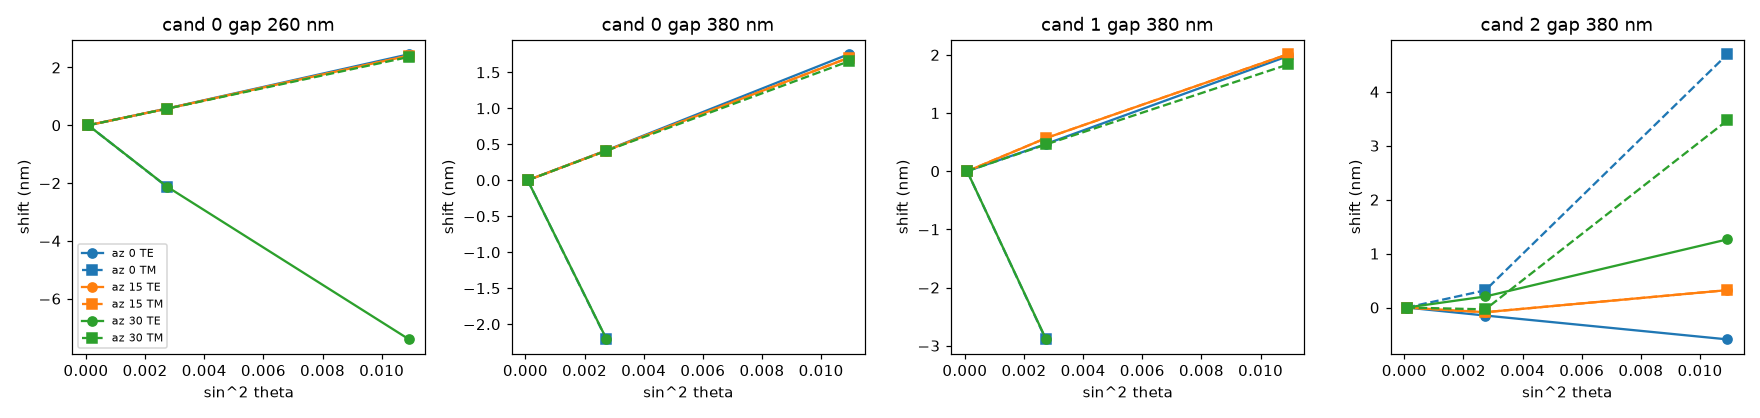 cand 0 gap 260 nm
shift (nm)
2
0
−2
−4
−6
az 0 TE
az 0 TM
az 15 TE
az 15 TM
az 30 TE
az 30 TM
0.000 0.002 0.004 0.006 0.008 0.010
sin^2 theta
cand 0 gap 380 nm
shift (nm)
1.5
1.0
0.5
0.0
−0.5
−1.0
−1.5
−2.0
0.000 0.002 0.004 0.006 0.008 0.010
sin^2 theta
cand 1 gap 380 nm
shift (nm)
2
1
0
−1
−2
−3
0.000 0.002 0.004 0.006 0.008 0.010
sin^2 theta
cand 2 gap 380 nm
shift (nm)
4
3
2
1
0
0.000 0.002 0.004 0.006 0.008 0.010
sin^2 theta